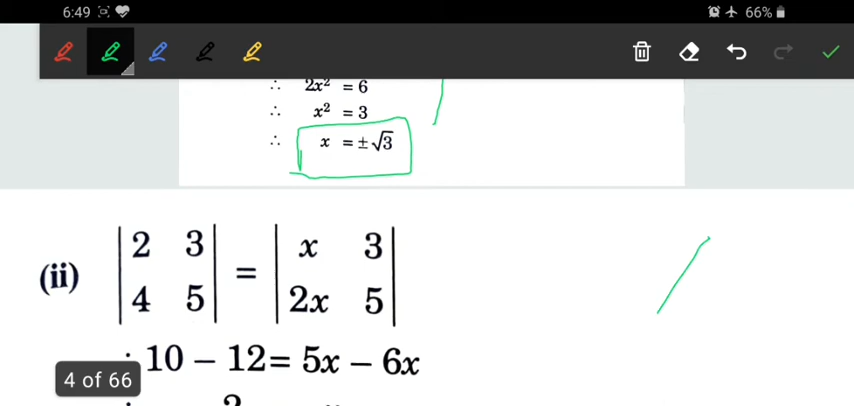 6:49 66%
∴ 2x² = 6
∴ x² = 3
∴ x = ±√3
(ii) |2 3| = |x 3|
|4 5| |2x 5|
10 − 12 = 5x − 6x
4 of 66